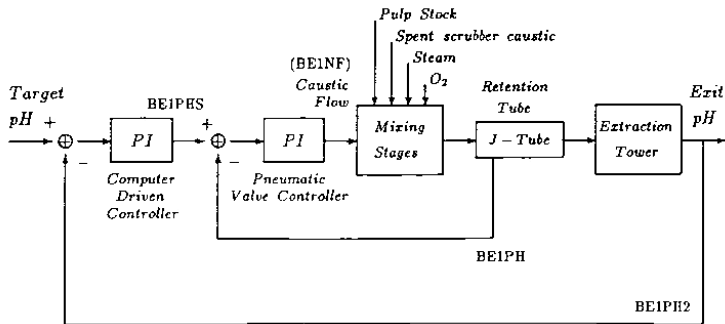 Pulp Stock
Spent scrubber caustic
Steam
O2
(BE1NF)
Caustic
Flow
Retention
Tube
Target
pH
+
−
BE1PHS
+
−
PI
PI
Mixing
Stages
J − Tube
Extraction
Tower
Exit
pH
Computer
Driven
Controller
Pneumatic
Valve Controller
BE1PH
BE1PH2